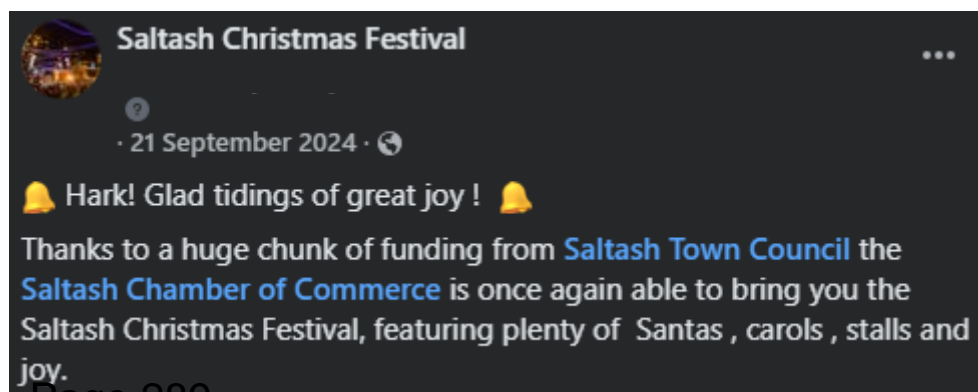 Saltash Christmas Festival
· 21 September 2024 ·
🔔 Hark! Glad tidings of great joy ! 🔔
Thanks to a huge chunk of funding from Saltash Town Council the
Saltash Chamber of Commerce is once again able to bring you the
Saltash Christmas Festival, featuring plenty of Santas , carols , stalls and
joy.